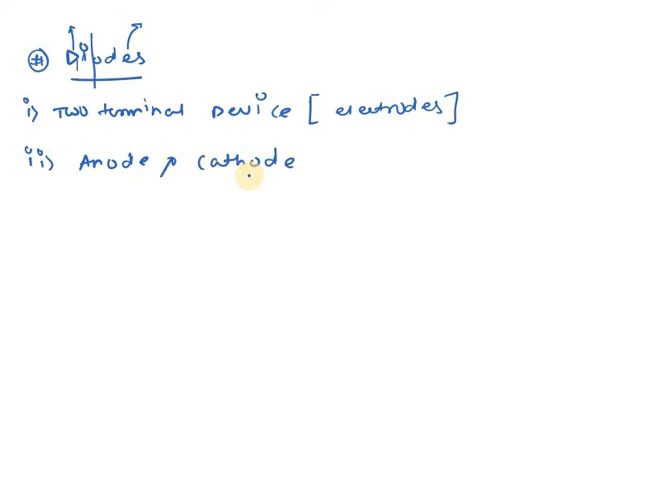 # Diodes
i) Two terminal Device [ electrodes ]
ii) Anode, Cathode